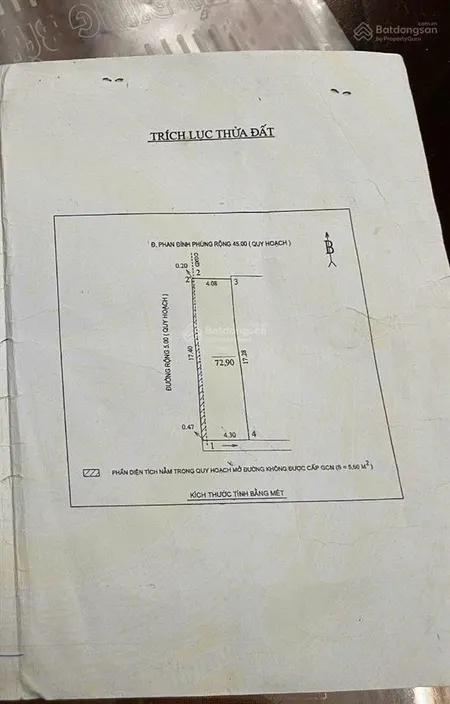 Batdongsan
by PropertyGuru
TRÍCH LỤC THỬA ĐẤT
Đ. PHAN ĐÌNH PHÙNG RỘNG 45.00 ( QUY HOẠCH )
B
0.20
2
2
3
4.08
ĐƯỜNG RỘNG 5.00 ( QUY HOẠCH )
17.40
Batdongsan
72,90
17.28
0.47
1
4.30
4
PHẦN DIỆN TÍCH NẰM TRONG QUY HOẠCH MỞ ĐƯỜNG KHÔNG ĐƯỢC CẤP GCN (S = 5,50 M²)
KÍCH THƯỚC TÍNH BẰNG MÉT